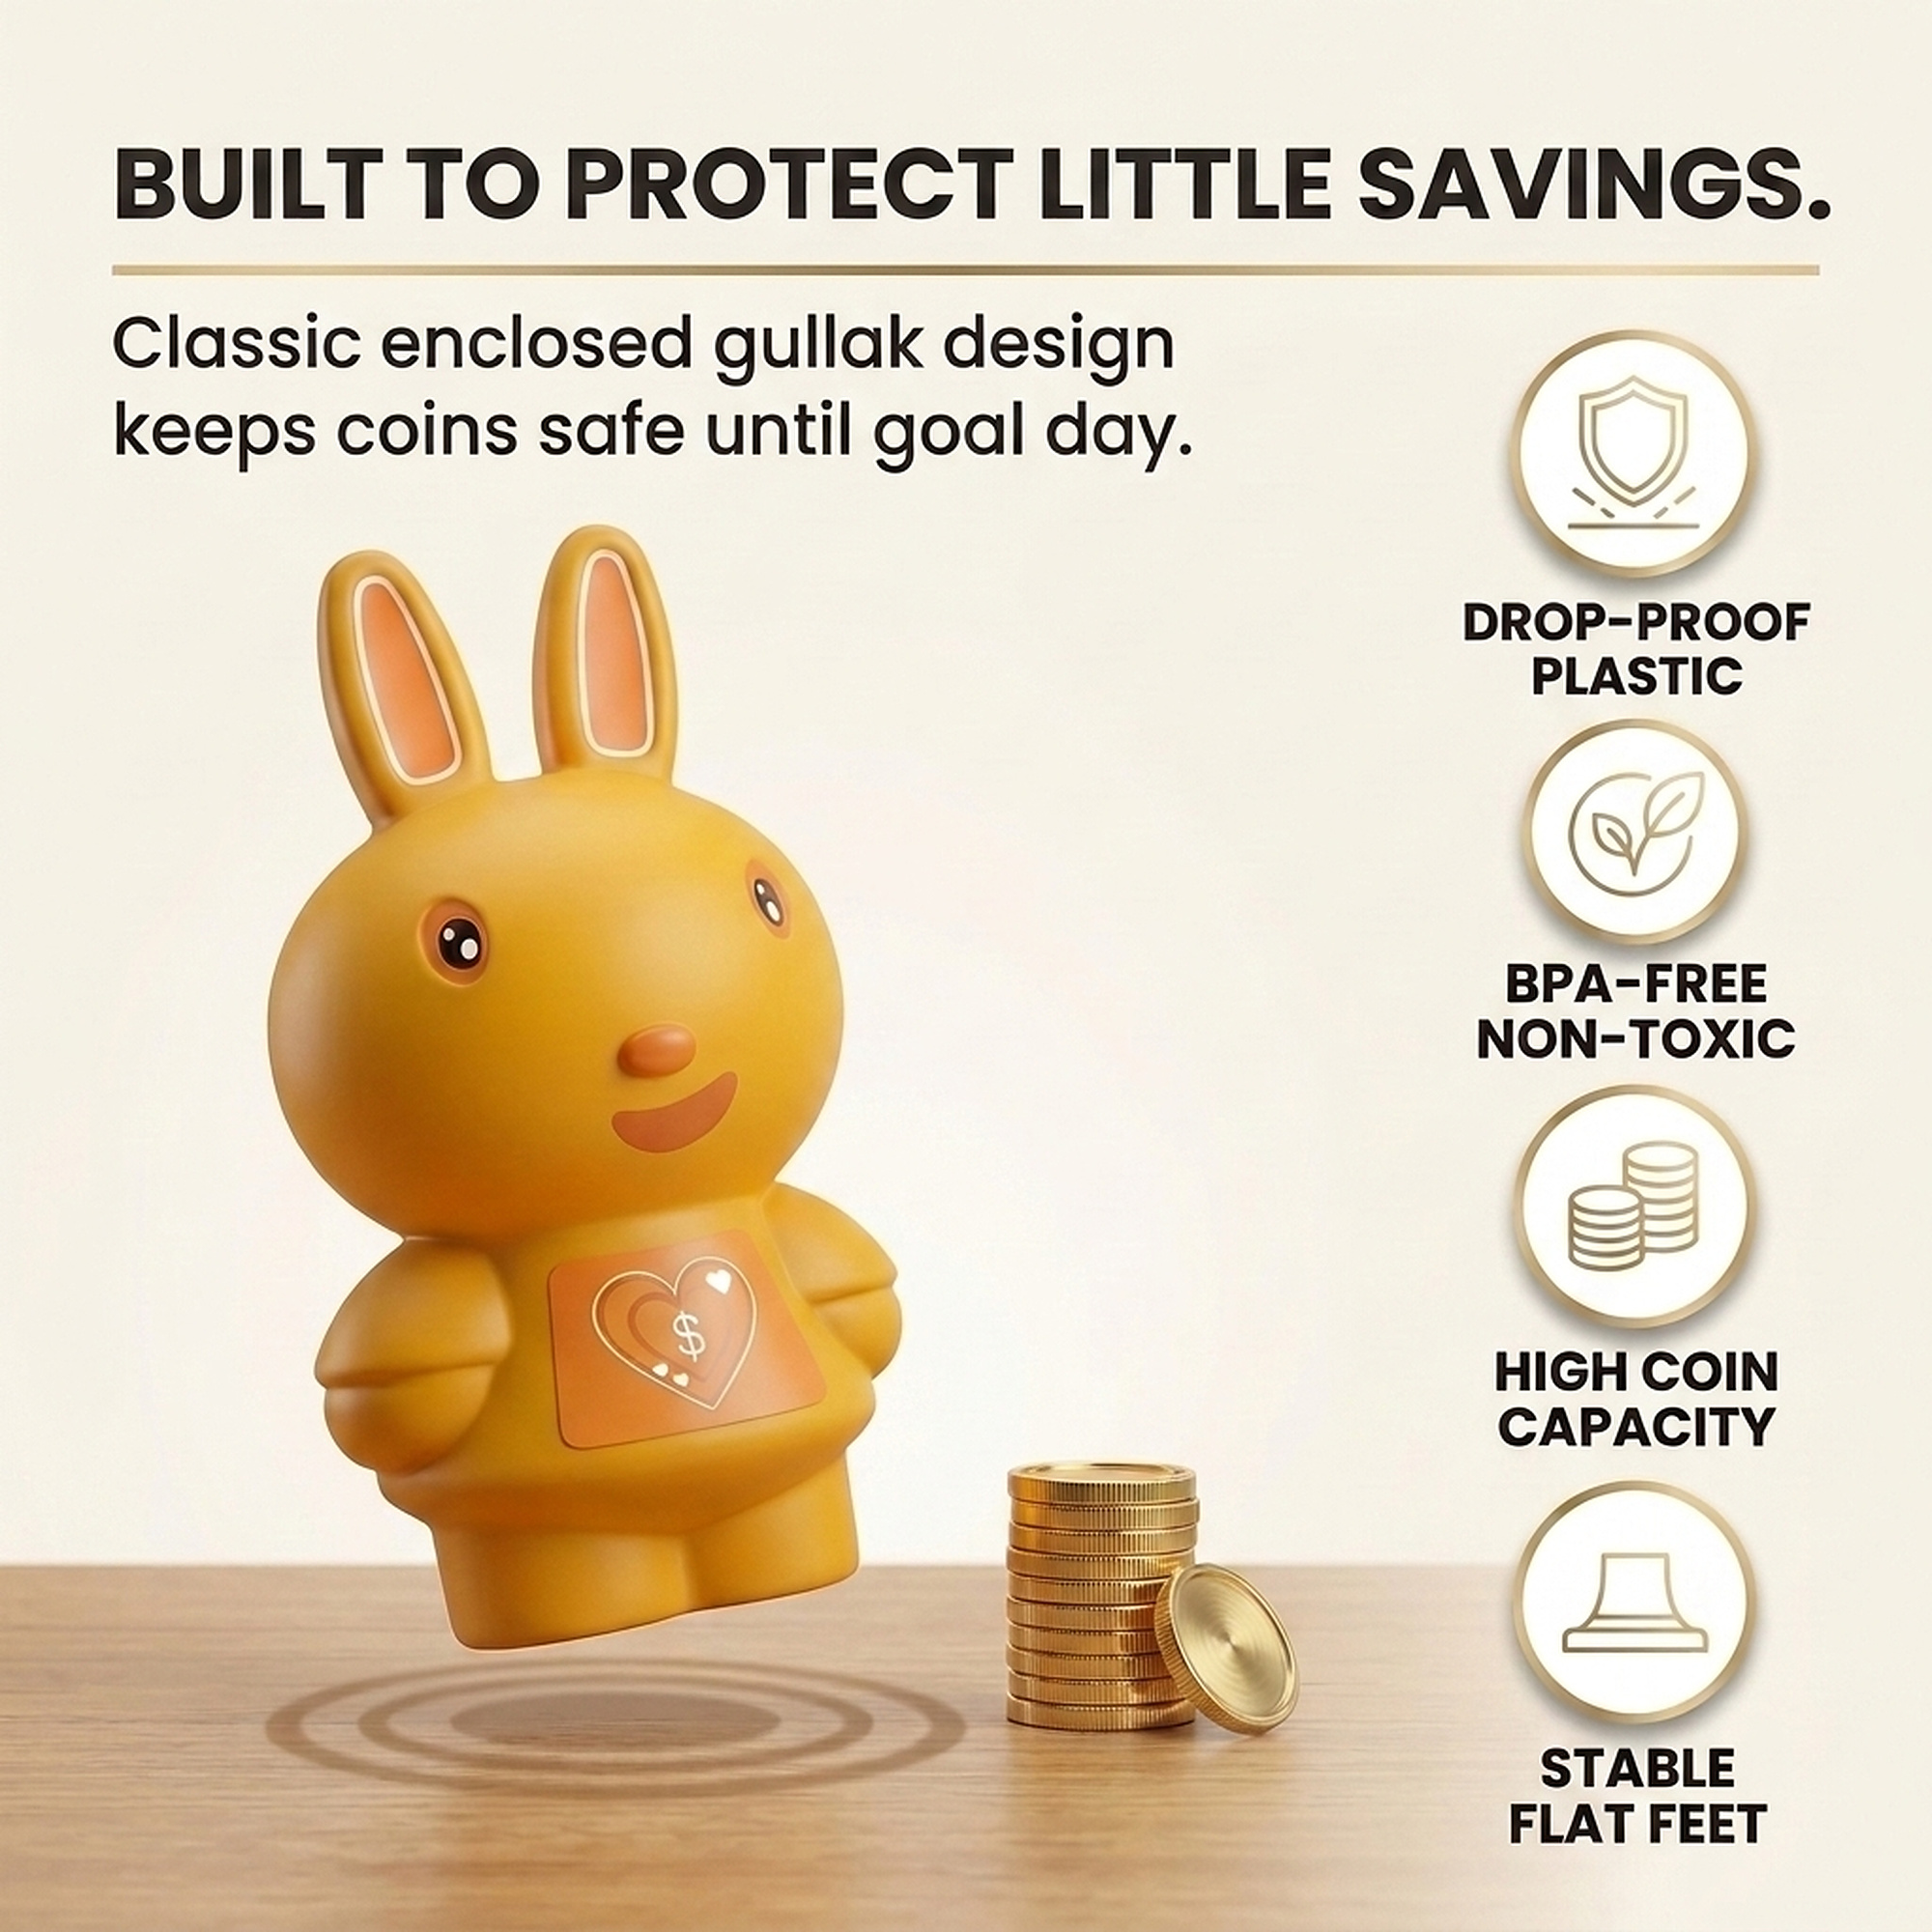 BUILT TO PROTECT LITTLE SAVINGS.
Classic enclosed gullak design
keeps coins safe until goal day.
DROP-PROOF
PLASTIC
BPA-FREE
NON-TOXIC
HIGH COIN
CAPACITY
$
STABLE
FLAT FEET